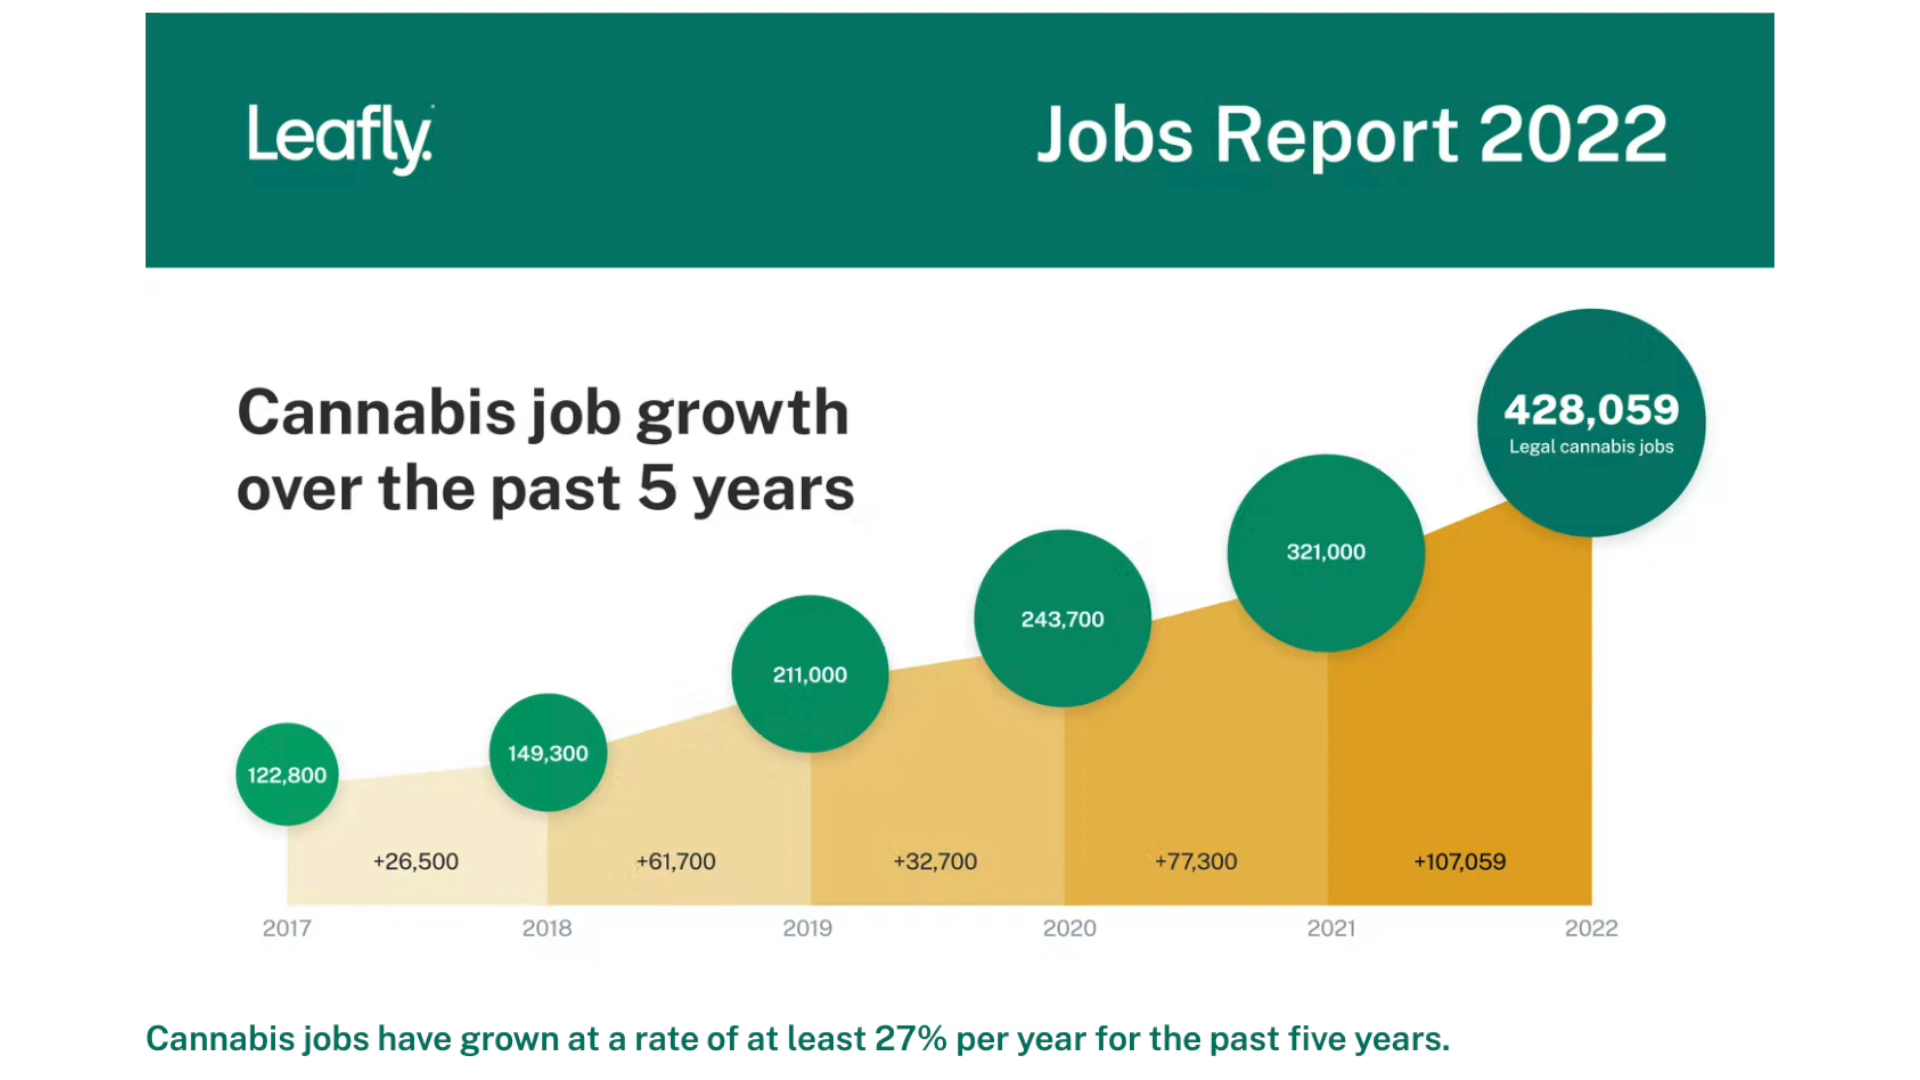 Leafly.
Jobs Report 2022
Cannabis job growth
over the past 5 years
428,059
Legal cannabis jobs
321,000
243,700
211,000
149,300
122,800
+26,500
+61,700
+32,700
+77,300
+107,059
2017
2018
2019
2020
2021
2022
Cannabis jobs have grown at a rate of at least 27% per year for the past five years.